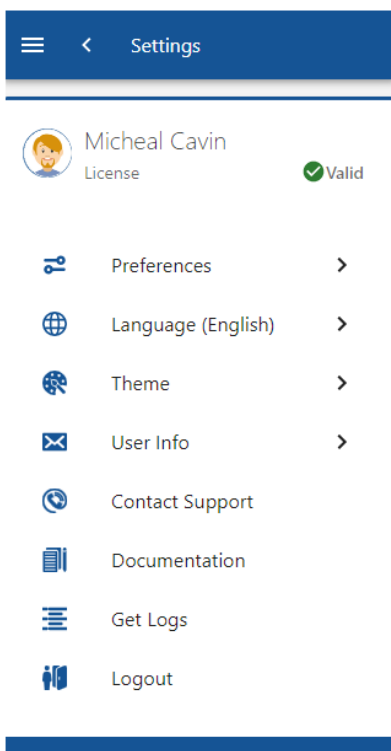 Settings
Micheal Cavin
License
Valid
Preferences
Language (English)
Theme
User Info
Contact Support
Documentation
Get Logs
Logout